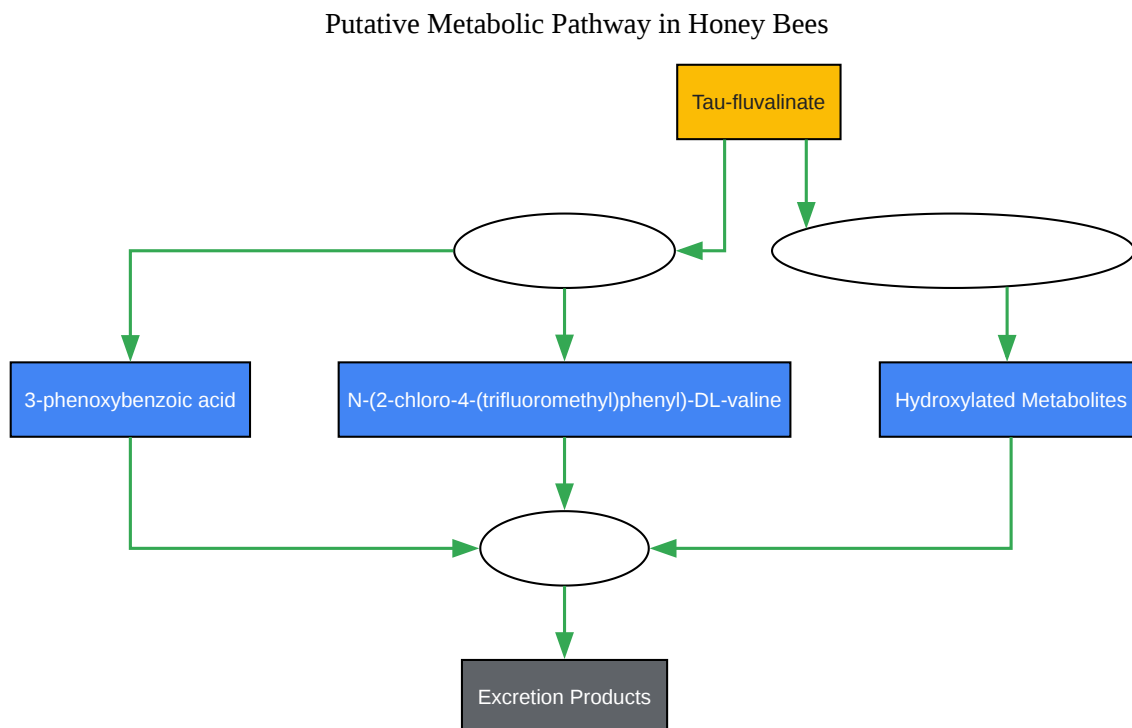 Putative Metabolic Pathway in Honey Bees
Tau-fluvalinate
3-phenoxybenzoic acid
N-(2-chloro-4-(trifluoromethyl)phenyl)-DL-valine
Hydroxylated Metabolites
Excretion Products